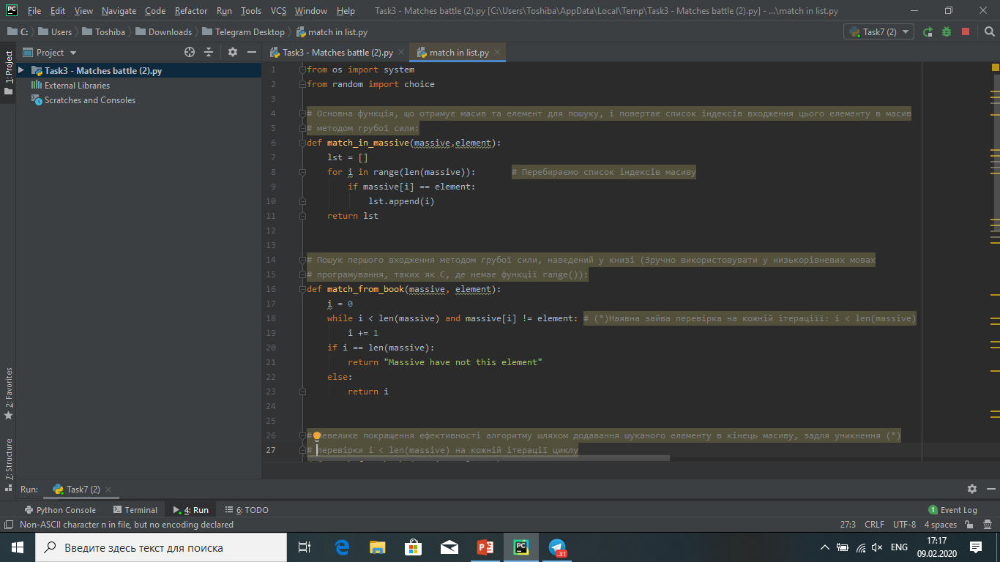 File Edit View Navigate Code Refactor Run Tools VCS Window Help Task3 - Matches battle (2).py [C:\Users\Toshiba\AppData\Local\Temp\Task3 - Matches battle (2).py] - ...\match in list.py
C: Users Toshiba Downloads Telegram Desktop match in list.py Task7 (2)
1: Project
Project
Task3 - Matches battle (2).py
External Libraries
Scratches and Consoles
Task3 - Matches battle (2).py match in list.py
1 from os import system
2 from random import choice
3
4 # Основна функція, що отримує масив та елемент для пошуку, і повертає список індексів входження цього елементу в масив
5 # методом грубої сили:
6 def match_in_massive(massive,element):
7 lst = []
8 for i in range(len(massive)): # Перебираємо список індексів масиву
9 if massive[i] == element:
10 lst.append(i)
11 return lst
12
13
14 # Пошук першого входження методом грубої сили, наведений у книзі (Зручно використовувати у низькорівневих мовах
15 # програмування, таких як C, де немає функції range()):
16 def match_from_book(massive, element):
17 i = 0
18 while i < len(massive) and massive[i] != element: # (*)Наявна зайва перевірка на кожній ітераціїї: i < len(massive)
19 i += 1
20 if i == len(massive):
21 return "Massive have not this element"
22 else:
23 return i
24
25
26 # Невелике покращення ефективності алгоритму шляхом додавання шуканого елементу в кінець масиву, задля уникнення (*)
27 # перевірки i < len(massive) на кожній ітерації циклу
2: Favorites
7: Structure
Run: Task7 (2)
Python Console Terminal 4: Run 6: TODO 1 Event Log
Non-ASCII character п in file, but no encoding declared 27:3 CRLF UTF-8 4 spaces
Введите здесь текст для поиска
31
ENG
17:17
09.02.2020